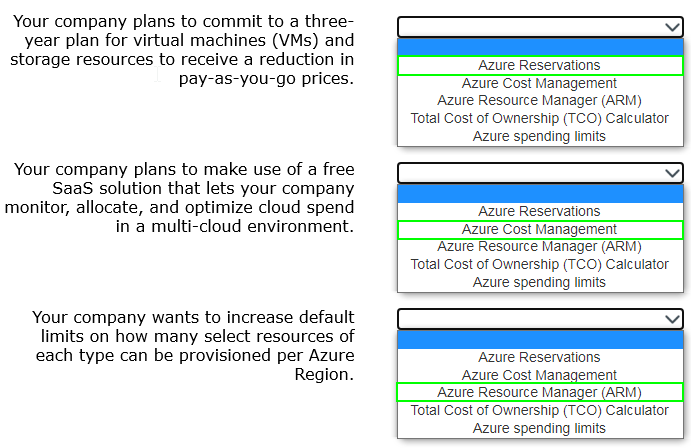 Your company plans to commit to a three-
year plan for virtual machines (VMs) and
storage resources to receive a reduction in
pay-as-you-go prices.
Azure Reservations
Azure Cost Management
Azure Resource Manager (ARM)
Total Cost of Ownership (TCO) Calculator
Azure spending limits
Your company plans to make use of a free
SaaS solution that lets your company
monitor, allocate, and optimize cloud spend
in a multi-cloud environment.
Azure Reservations
Azure Cost Management
Azure Resource Manager (ARM)
Total Cost of Ownership (TCO) Calculator
Azure spending limits
Your company wants to increase default
limits on how many select resources of
each type can be provisioned per Azure
Region.
Azure Reservations
Azure Cost Management
Azure Resource Manager (ARM)
Total Cost of Ownership (TCO) Calculator
Azure spending limits